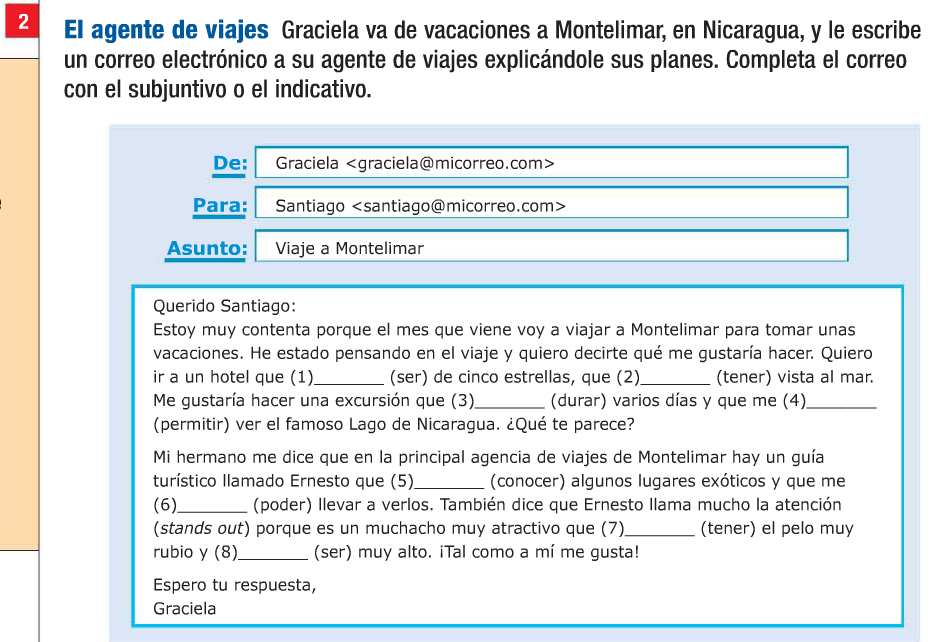 2
El agente de viajes Graciela va de vacaciones a Montelimar, en Nicaragua, y le escribe
un correo electrónico a su agente de viajes explicándole sus planes. Completa el correo
con el subjuntivo o el indicativo.
De: Graciela <graciela@micorreo.com>
Para: Santiago <santiago@micorreo.com>
Asunto: Viaje a Montelimar
Querido Santiago:
Estoy muy contenta porque el mes que viene voy a viajar a Montelimar para tomar unas
vacaciones. He estado pensando en el viaje y quiero decirte qué me gustaría hacer. Quiero
ir a un hotel que (1)________ (ser) de cinco estrellas, que (2)________ (tener) vista al mar.
Me gustaría hacer una excursión que (3)________ (durar) varios días y que me (4)________
(permitir) ver el famoso Lago de Nicaragua. ¿Qué te parece?
Mi hermano me dice que en la principal agencia de viajes de Montelimar hay un guía
turístico llamado Ernesto que (5)________ (conocer) algunos lugares exóticos y que me
(6)________ (poder) llevar a verlos. También dice que Ernesto llama mucho la atención
(stands out) porque es un muchacho muy atractivo que (7)________ (tener) el pelo muy
rubio y (8)________ (ser) muy alto. ¡Tal como a mí me gusta!
Espero tu respuesta,
Graciela